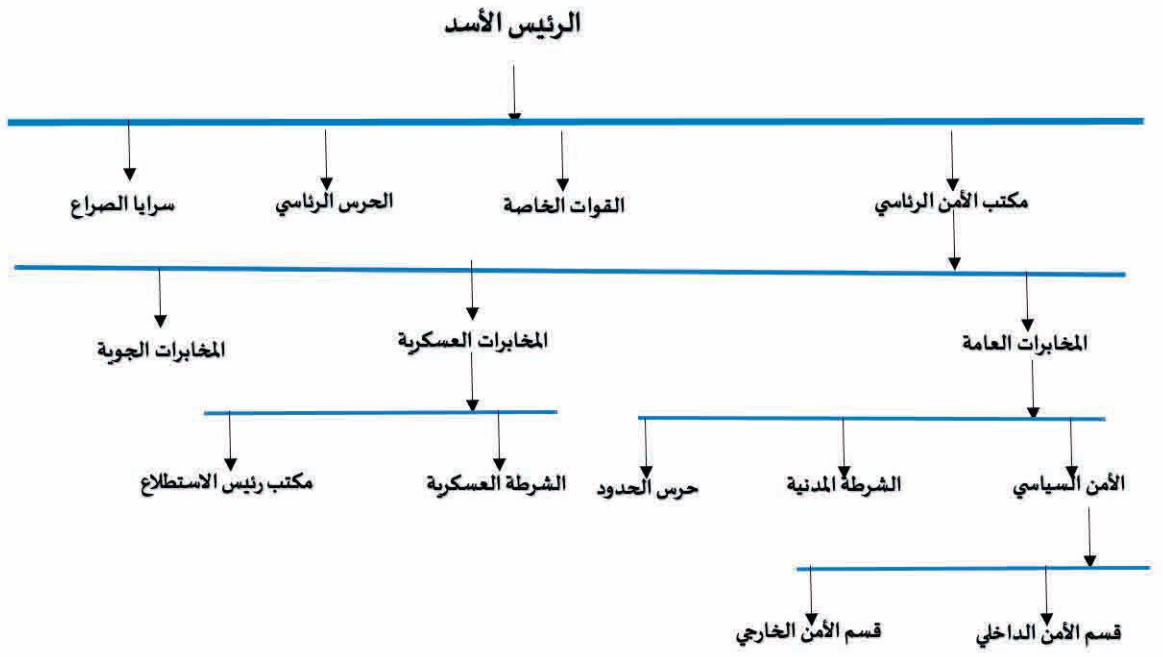 الرئيس الأسد
مكتب الأمن الرئاسي
القوات الخاصة
الحرس الرئاسي
سرايا الصراع
المخابرات العامة
المخابرات العسكرية
المخابرات الجوية
الأمن السياسي
الشرطة المدنية
حرس الحدود
الشرطة العسكرية
مكتب رئيس الاستطلاع
قسم الأمن الداخلي
قسم الأمن الخارجي